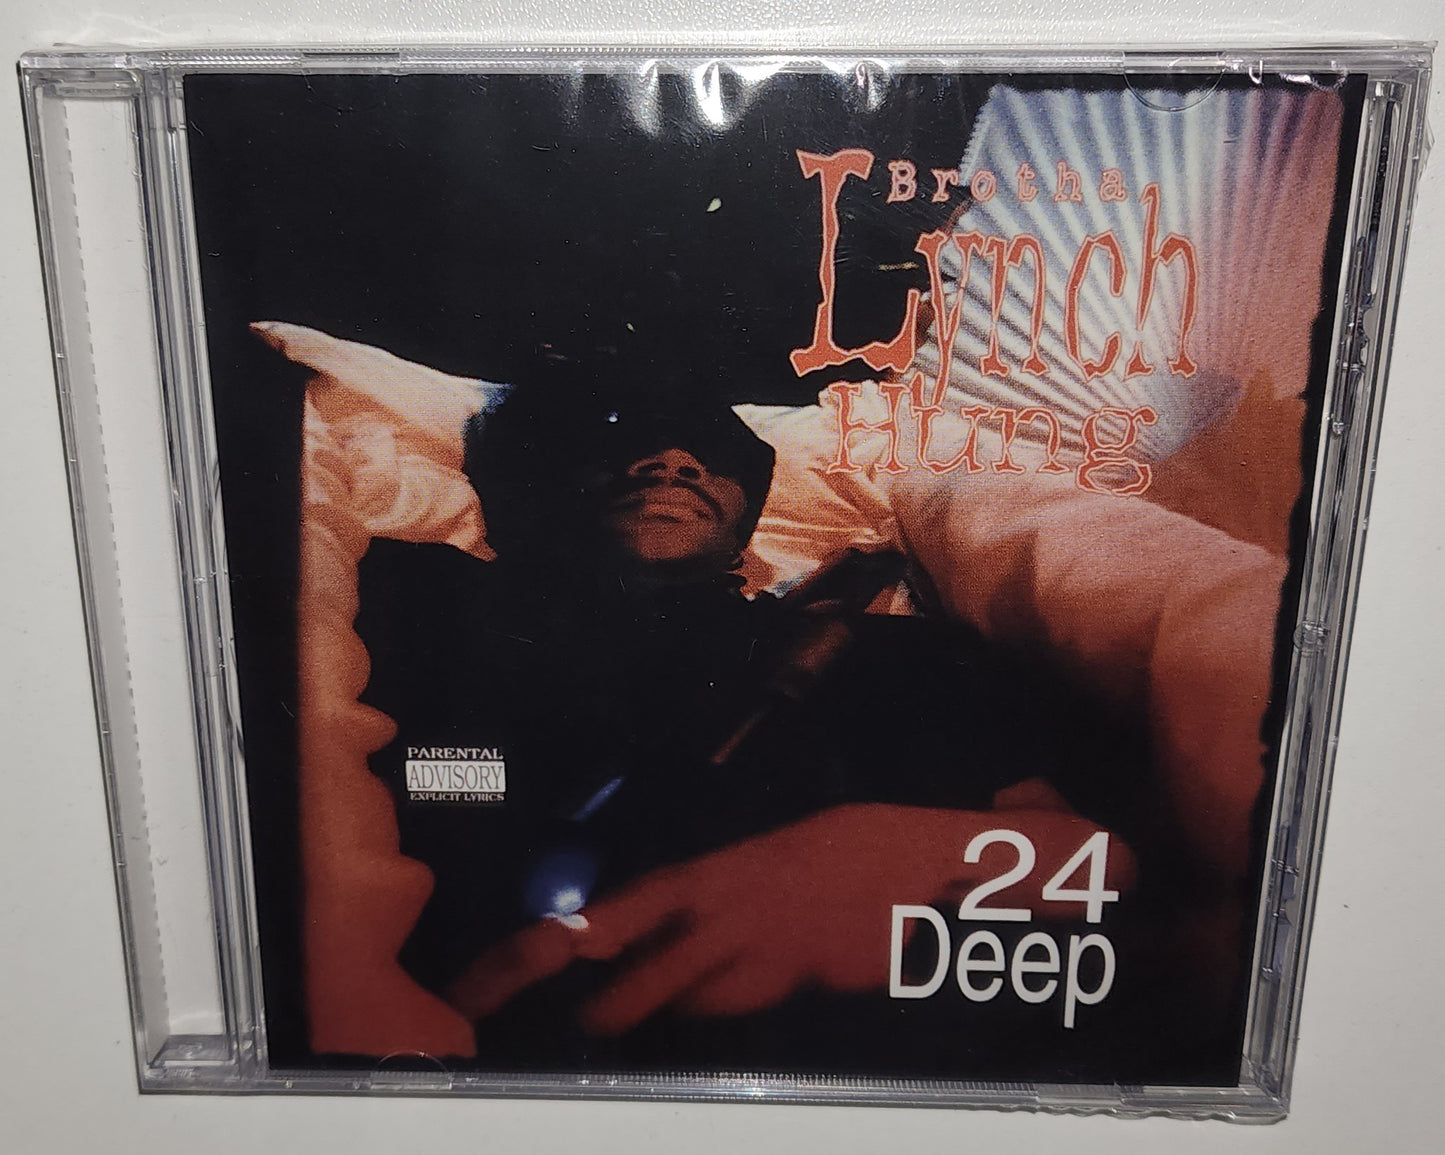 Brotha
Lynch
Hung
PARENTAL
ADVISORY
EXPLICIT LYRICS
24
Deep